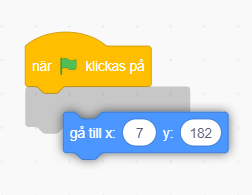 när klickas på
gå till x: 7 y: 182